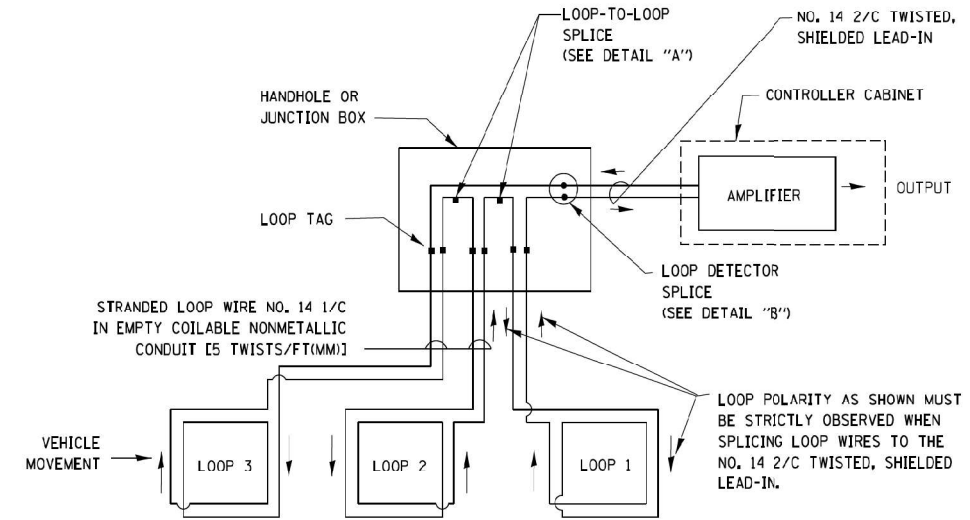 LOOP-TO-LOOP
SPLICE
(SEE DETAIL "A")
NO. 14 2/C TWISTED,
SHIELDED LEAD-IN
HANDHOLE OR
JUNCTION BOX
CONTROLLER CABINET
AMPLIFIER
OUTPUT
LOOP TAG
LOOP DETECTOR
SPLICE
(SEE DETAIL "B")
STRANDED LOOP WIRE NO. 14 1/C
IN EMPTY COILABLE NONMETALLIC
CONDUIT [5 TWISTS/FT(MM)]
LOOP POLARITY AS SHOWN MUST
BE STRICTLY OBSERVED WHEN
SPLICING LOOP WIRES TO THE
NO. 14 2/C TWISTED, SHIELDED
LEAD-IN.
VEHICLE
MOVEMENT
LOOP 3
LOOP 2
LOOP 1